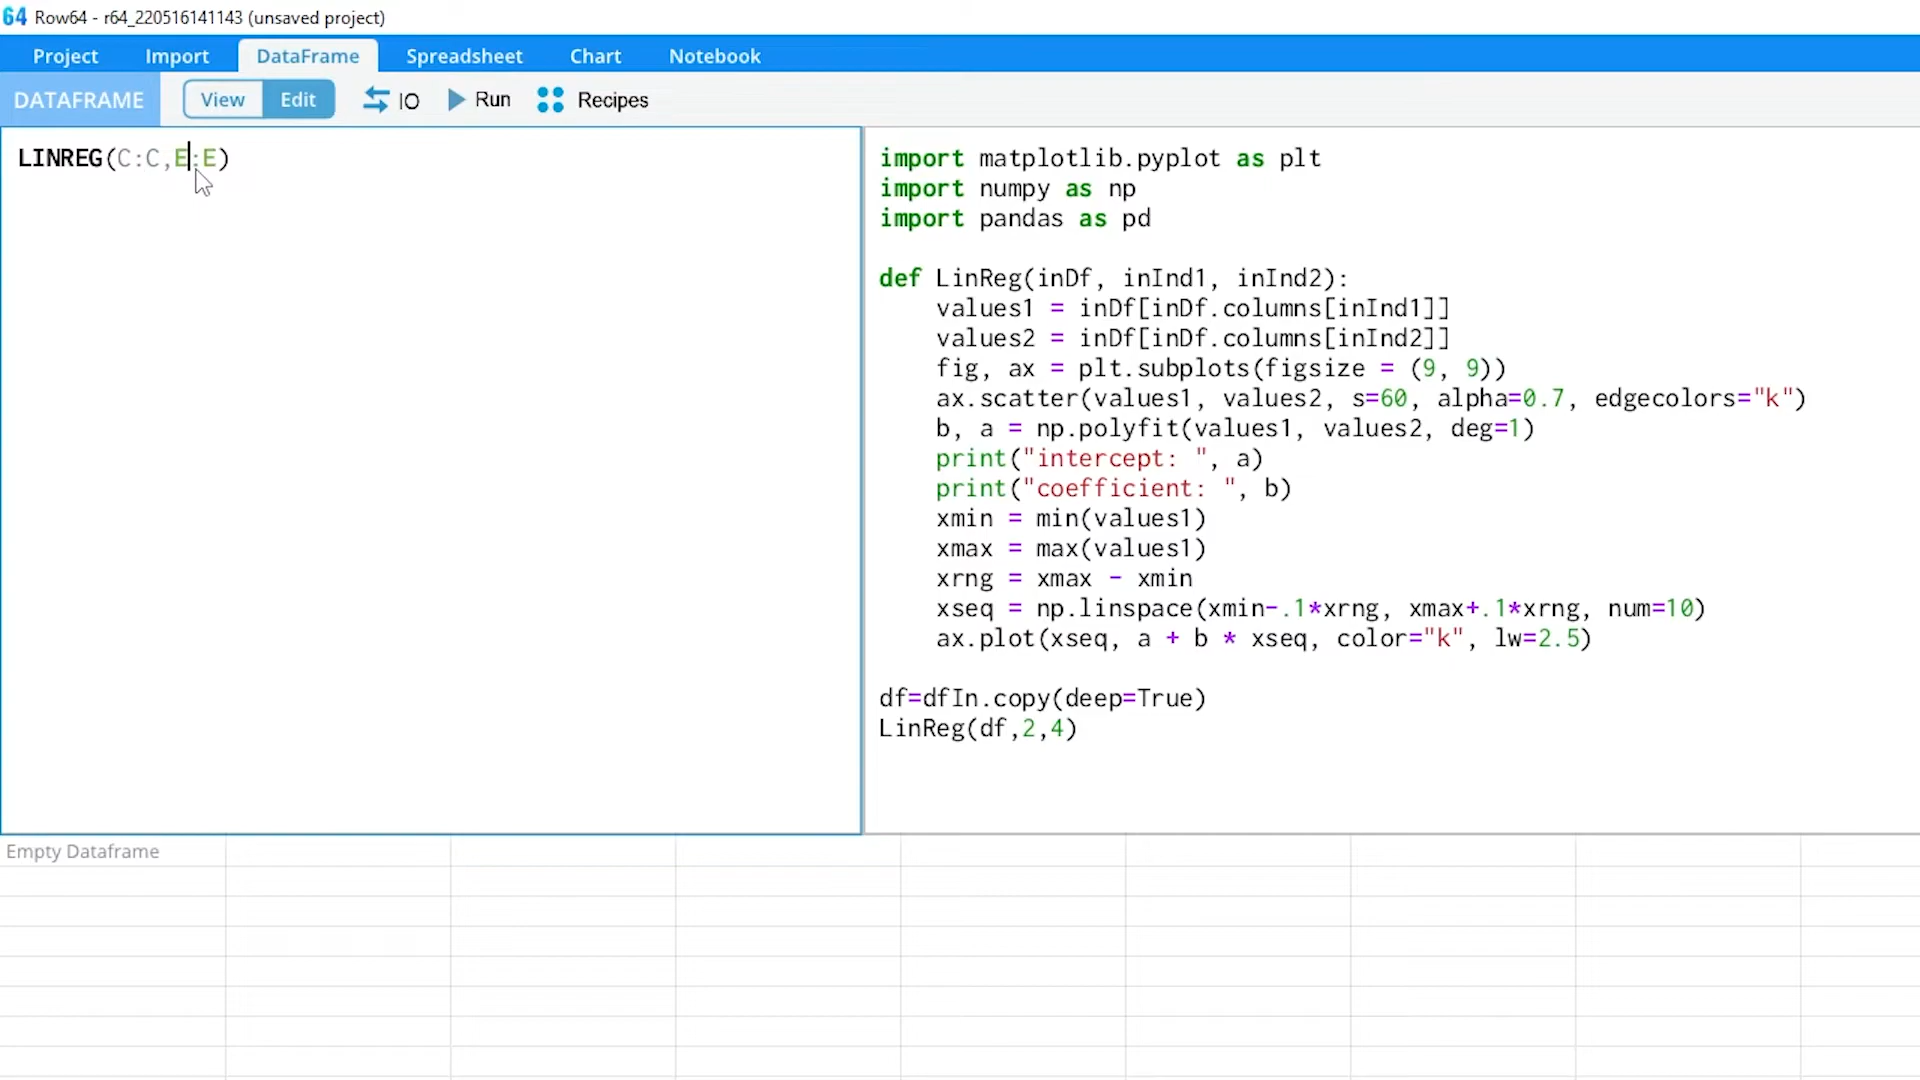 64 Row64 - r64_220516141143 (unsaved project)
Project Import DataFrame Spreadsheet Chart Notebook
DATAFRAME View Edit IO Run Recipes
LINREG(C:C,E:E)
import matplotlib.pyplot as plt
import numpy as np
import pandas as pd
def LinReg(inDf, inInd1, inInd2):
values1 = inDf[inDf.columns[inInd1]]
values2 = inDf[inDf.columns[inInd2]]
fig, ax = plt.subplots(figsize = (9, 9))
ax.scatter(values1, values2, s=60, alpha=0.7, edgecolors="k")
b, a = np.polyfit(values1, values2, deg=1)
print("intercept: ", a)
print("coefficient: ", b)
xmin = min(values1)
xmax = max(values1)
xrng = xmax - xmin
xseq = np.linspace(xmin-.1*xrng, xmax+.1*xrng, num=10)
ax.plot(xseq, a + b * xseq, color="k", lw=2.5)
df=dfIn.copy(deep=True)
LinReg(df,2,4)
Empty Dataframe